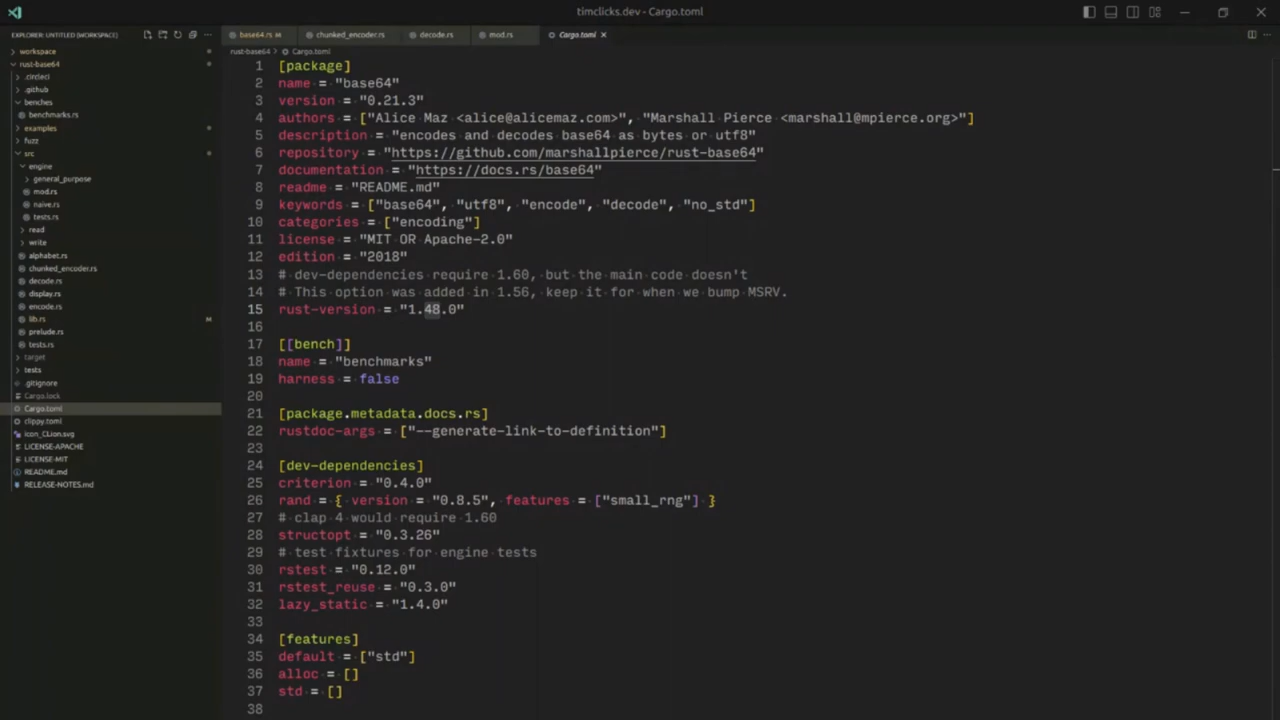 timclicks.dev - Cargo.toml
EXPLORER: UNTITLED (WORKSPACE)
workspace
rust-base64
.circleci
.github
benches
benchmarks.rs
examples
fuzz
src
engine
general_purpose
mod.rs
naive.rs
tests.rs
read
write
alphabet.rs
chunked_encoder.rs
decode.rs
display.rs
encode.rs
lib.rs M
prelude.rs
tests.rs
target
tests
.gitignore
Cargo.lock
Cargo.toml
clippy.toml
icon_CLion.svg
LICENSE-APACHE
LICENSE-MIT
README.md
RELEASE-NOTES.md
base64.rs M chunked_encoder.rs decode.rs mod.rs Cargo.toml
rust-base64 > Cargo.toml
1 [package]
2 name = "base64"
3 version = "0.21.3"
4 authors = ["Alice Maz <alice@alicemaz.com>", "Marshall Pierce <marshall@mpierce.org>"]
5 description = "encodes and decodes base64 as bytes or utf8"
6 repository = "https://github.com/marshallpierce/rust-base64"
7 documentation = "https://docs.rs/base64"
8 readme = "README.md"
9 keywords = ["base64", "utf8", "encode", "decode", "no_std"]
10 categories = ["encoding"]
11 license = "MIT OR Apache-2.0"
12 edition = "2018"
13 # dev-dependencies require 1.60, but the main code doesn't
14 # This option was added in 1.56, keep it for when we bump MSRV.
15 rust-version = "1.48.0"
16
17 [[bench]]
18 name = "benchmarks"
19 harness = false
20
21 [package.metadata.docs.rs]
22 rustdoc-args = ["--generate-link-to-definition"]
23
24 [dev-dependencies]
25 criterion = "0.4.0"
26 rand = { version = "0.8.5", features = ["small_rng"] }
27 # clap 4 would require 1.60
28 structopt = "0.3.26"
29 # test fixtures for engine tests
30 rstest = "0.12.0"
31 rstest_reuse = "0.3.0"
32 lazy_static = "1.4.0"
33
34 [features]
35 default = ["std"]
36 alloc = []
37 std = []
38